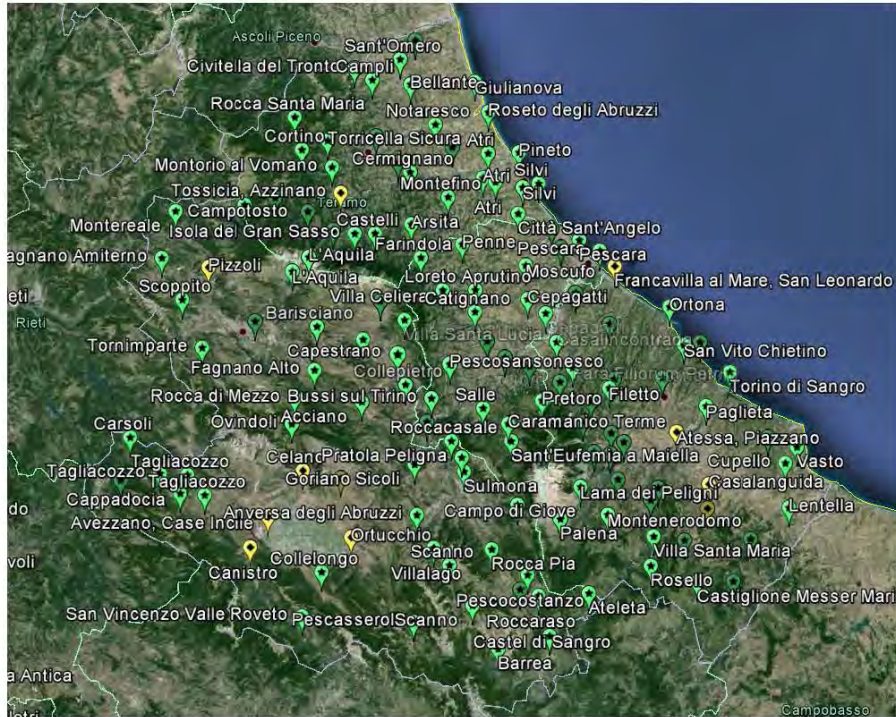 Ascoli Piceno
Sant'Omero
Civitella del Tronto
Campli
Bellante
Giulianova
Rocca Santa Maria
Notaresco
Roseto degli Abruzzi
Cortino
Torricella Sicura
Atri
Pineto
Montorio al Vomano
Cermignano
Montefino
Atri
Silvi
Silvi
Tossicia, Azzinano
Teramo
Atri
Montereale
Campotosto
Castelli
Arsita
Città Sant'Angelo
Isola del Gran Sasso
Farindola
Penne
Pescara
Pescara
agnano Amiterno
Pizzoli
L'Aquila
L'Aquila
Loreto Aprutino
Moscufo
Francavilla al Mare, San Leonardo
eti
Scoppito
Villa Celiera
Catignano
Cepagatti
Ortona
Rieti
Barisciano
Villa Santa Lucia
Casalincontrada
Tornimparte
Capestrano
San Vito Chietino
Fagnano Alto
Collepietro
Pescosansonesco
Fara Filiorum Petri
Torino di Sangro
Rocca di Mezzo
Bussi sul Tirino
Salle
Pretoro
Filetto
Paglieta
Carsoli
Ovindoli
Acciano
Roccacasale
Caramanico Terme
Atessa, Piazzano
Tagliacozzo
Celano
Pratola Peligna
Sant'Eufemia a Maiella
Cupello
Vasto
Tagliacozzo
Tagliacozzo
Goriano Sicoli
Sulmona
Lama dei Peligni
Casalanguida
Cappadocia
Anversa degli Abruzzi
Campo di Giove
Montenerodomo
Lentella
do
Avezzano, Case Incile
Ortucchio
Palena
voli
Canistro
Collelongo
Scanno
Villalago
Rocca Pia
Villa Santa Maria
Rosello
San Vincenzo Valle Roveto
Pescasseroli
Scanno
Pescocostanzo
Ateleta
Castiglione Messer Mari
Roccaraso
Castel di Sangro
Barrea
a Antica
Campobasso